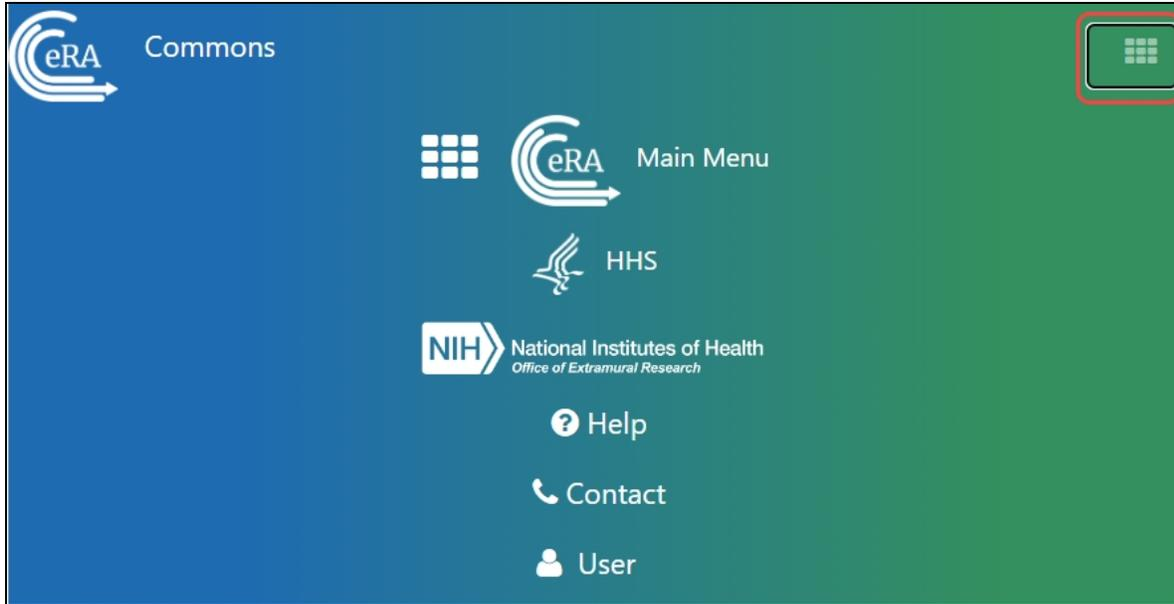 eRA Commons
eRA Main Menu
HHS
NIH National Institutes of Health
Office of Extramural Research
? Help
Contact
User